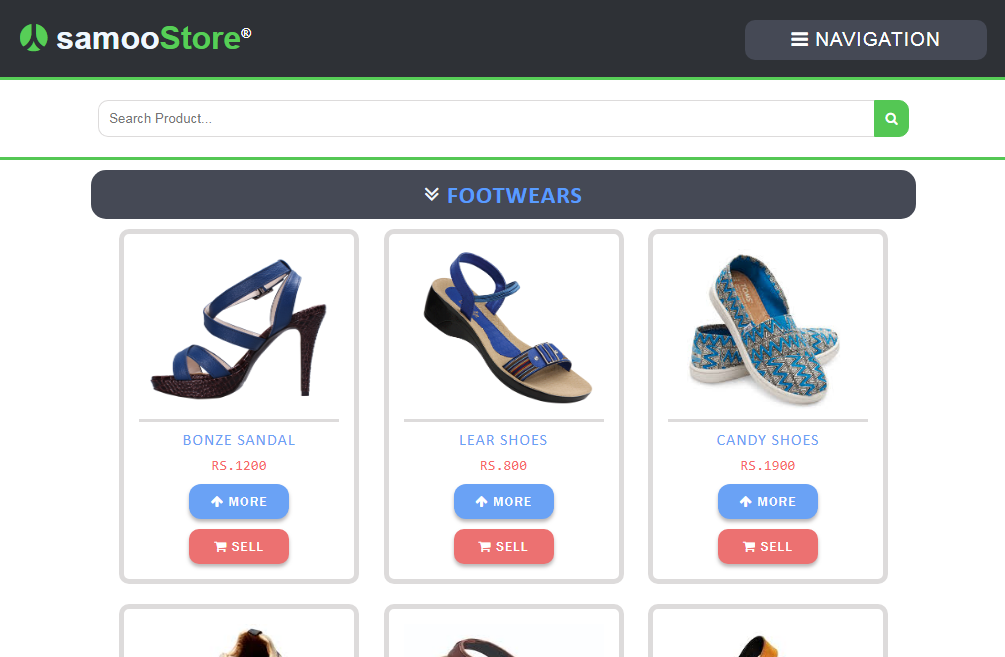 samooStore®
NAVIGATION
Search Product...
FOOTWEARS
BONZE SANDAL
RS.1200
MORE
SELL
LEAR SHOES
RS.800
MORE
SELL
CANDY SHOES
RS.1900
MORE
SELL